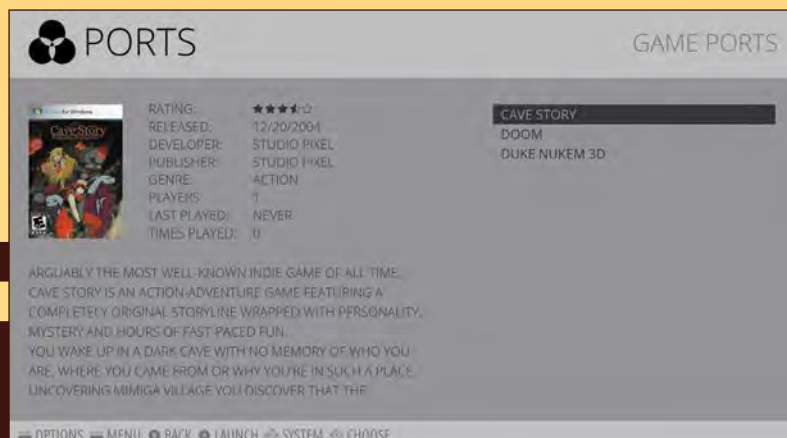 PORTS
GAME PORTS
for Windows
Cave Story
RATING:
RELEASED: 12/20/2004
DEVELOPER: STUDIO PIXEL
PUBLISHER: STUDIO PIXEL
GENRE: ACTION
PLAYERS: 1
LAST PLAYED: NEVER
TIMES PLAYED: 0
CAVE STORY
DOOM
DUKE NUKEM 3D
ARGUABLY THE MOST WELL-KNOWN INDIE GAME OF ALL TIME,
CAVE STORY IS AN ACTION-ADVENTURE GAME FEATURING A
COMPLETELY ORIGINAL STORYLINE WRAPPED WITH PERSONALITY,
MYSTERY AND HOURS OF FAST-PACED FUN.
YOU WAKE UP IN A DARK CAVE WITH NO MEMORY OF WHO YOU
ARE, WHERE YOU CAME FROM OR WHY YOU'RE IN SUCH A PLACE.
UNCOVERING MIMIGA VILLAGE YOU DISCOVER THAT THE
OPTIONS MENU BACK LAUNCH SYSTEM CHOOSE